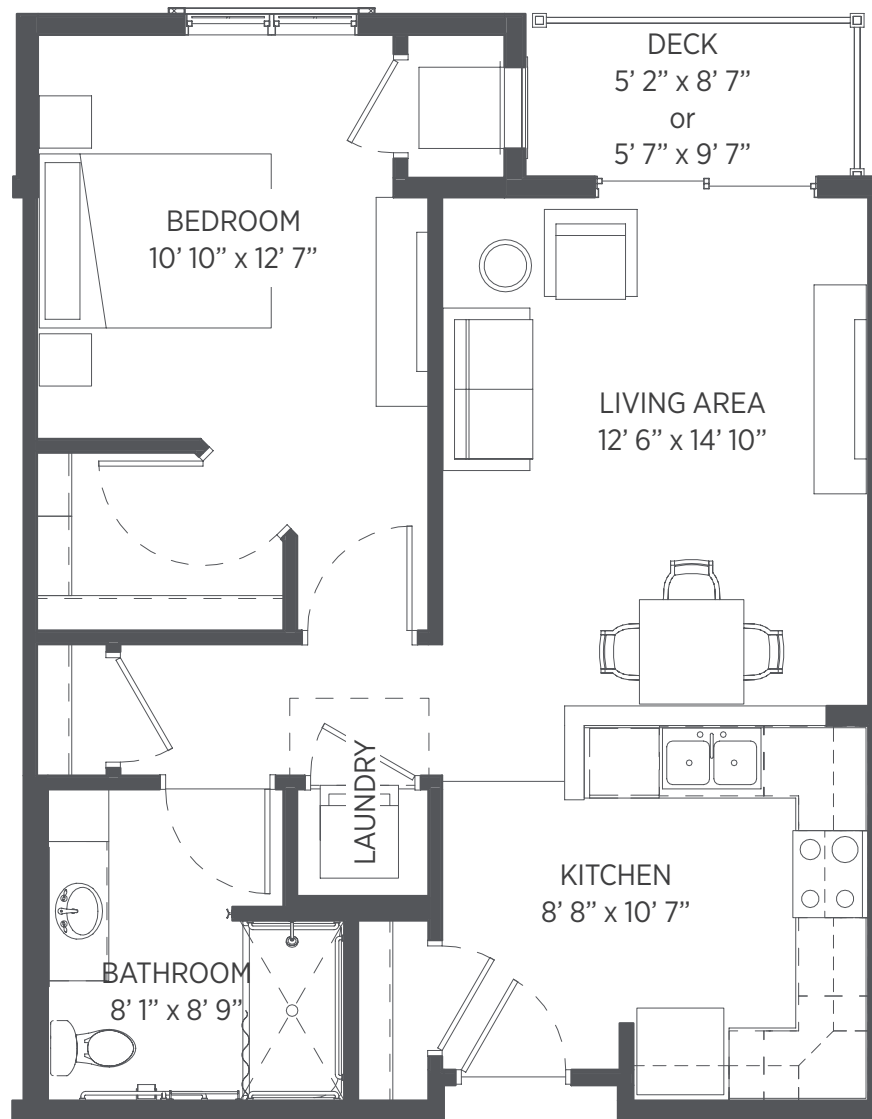 DECK
5’ 2” x 8’ 7”
or
5’ 7” x 9’ 7”
BEDROOM
10’ 10” x 12’ 7”
LIVING AREA
12’ 6” x 14’ 10”
LAUNDRY
KITCHEN
8’ 8” x 10’ 7”
BATHROOM
8’ 1” x 8’ 9”